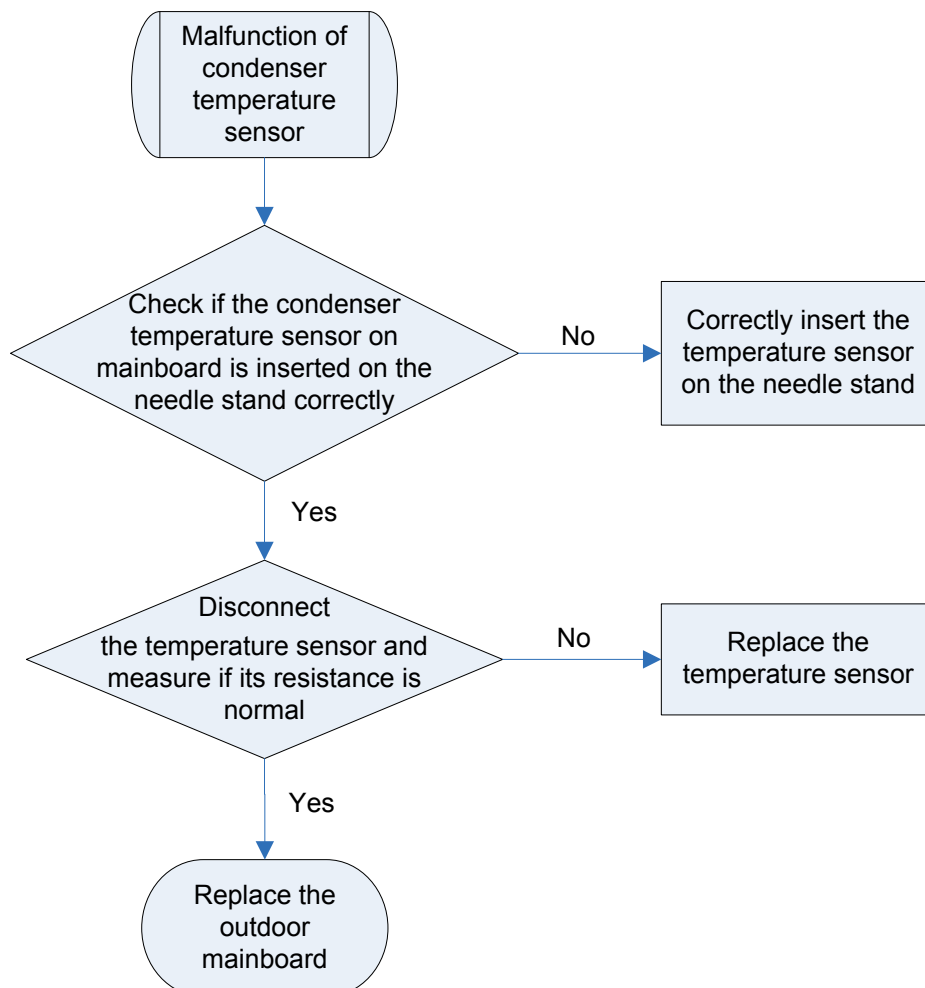 Malfunction of
condenser
temperature
sensor
Check if the condenser
temperature sensor on
mainboard is inserted on the
needle stand correctly
No
Correctly insert the
temperature sensor
on the needle stand
Yes
Disconnect
the temperature sensor and
measure if its resistance is
normal
No
Replace the
temperature sensor
Yes
Replace the
outdoor
mainboard